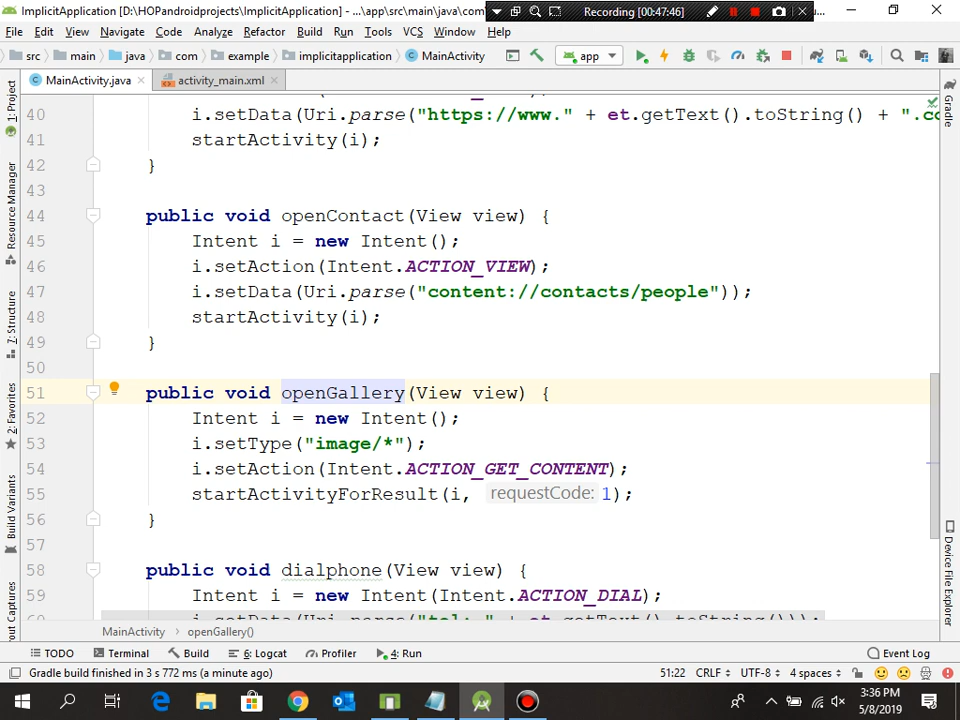 ImplicitApplication [D:\HOPandroidprojects\ImplicitApplication] - ...\app\src\main\java\com
Recording [00:47:46]
File Edit View Navigate Code Analyze Refactor Build Run Tools VCS Window Help
src main java com example implicitapplication MainActivity app
MainActivity.java activity_main.xml
1: Project
Resource Manager
7: Structure
2: Favorites
Build Variants
Gradle
Device File Explorer
40 i.setData(Uri.parse("https://www." + et.getText().toString() + ".co
41 startActivity(i);
42 }
43
44 public void openContact(View view) {
45 Intent i = new Intent();
46 i.setAction(Intent.ACTION_VIEW);
47 i.setData(Uri.parse("content://contacts/people"));
48 startActivity(i);
49 }
50
51 public void openGallery(View view) {
52 Intent i = new Intent();
53 i.setType("image/*");
54 i.setAction(Intent.ACTION_GET_CONTENT);
55 startActivityForResult(i, requestCode: 1);
56 }
57
58 public void dialphone(View view) {
59 Intent i = new Intent(Intent.ACTION_DIAL);
MainActivity openGallery()
TODO Terminal Build 6: Logcat Profiler 4: Run Event Log
Gradle build finished in 3 s 772 ms (a minute ago) 51:22 CRLF UTF-8 4 spaces
3:36 PM
5/8/2019